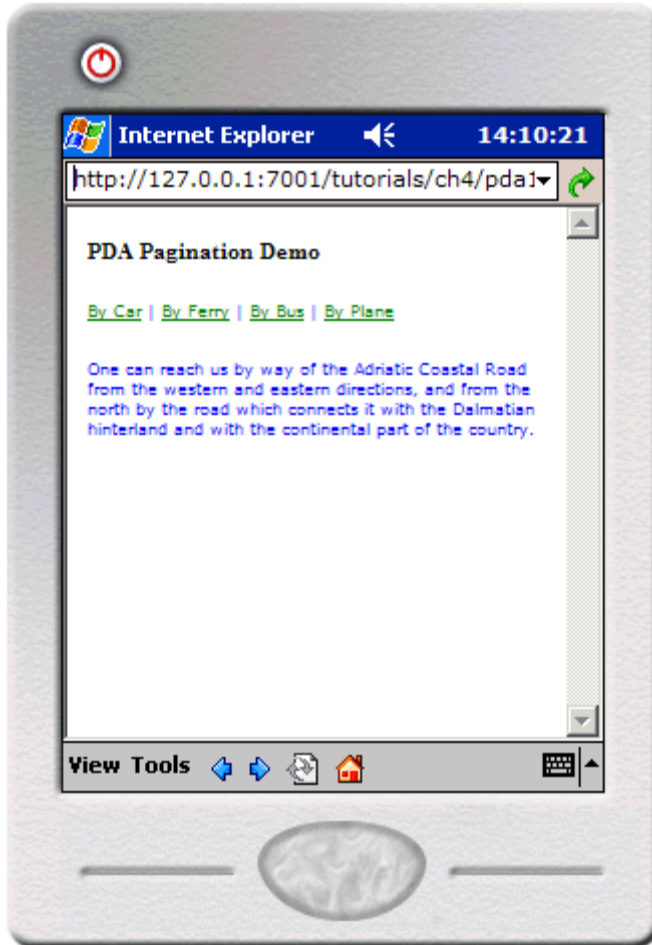 Internet Explorer 14:10:21
http://127.0.0.1:7001/tutorials/ch4/pda1
PDA Pagination Demo
By Car | By Ferry | By Bus | By Plane
One can reach us by way of the Adriatic Coastal Road
from the western and eastern directions, and from the
north by the road which connects it with the Dalmatian
hinterland and with the continental part of the country.
View Tools